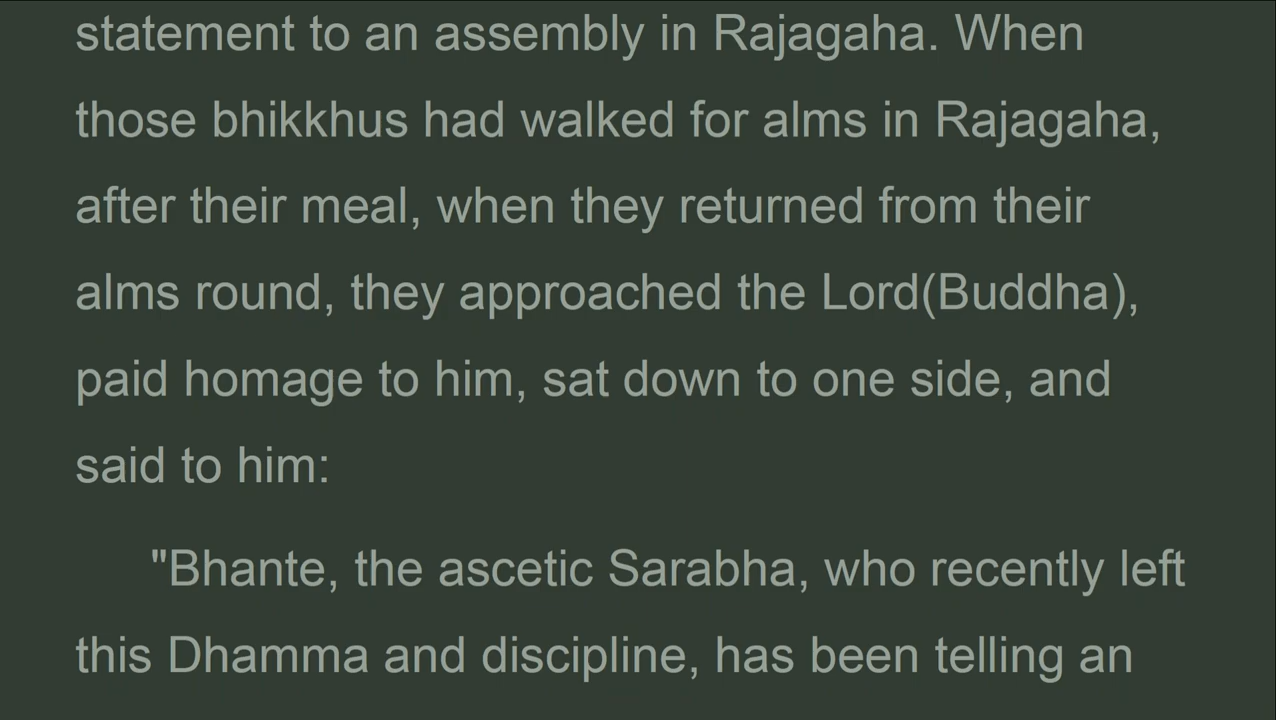 statement to an assembly in Rajagaha. When
those bhikkhus had walked for alms in Rajagaha,
after their meal, when they returned from their
alms round, they approached the Lord(Buddha),
paid homage to him, sat down to one side, and
said to him:
"Bhante, the ascetic Sarabha, who recently left
this Dhamma and discipline, has been telling an